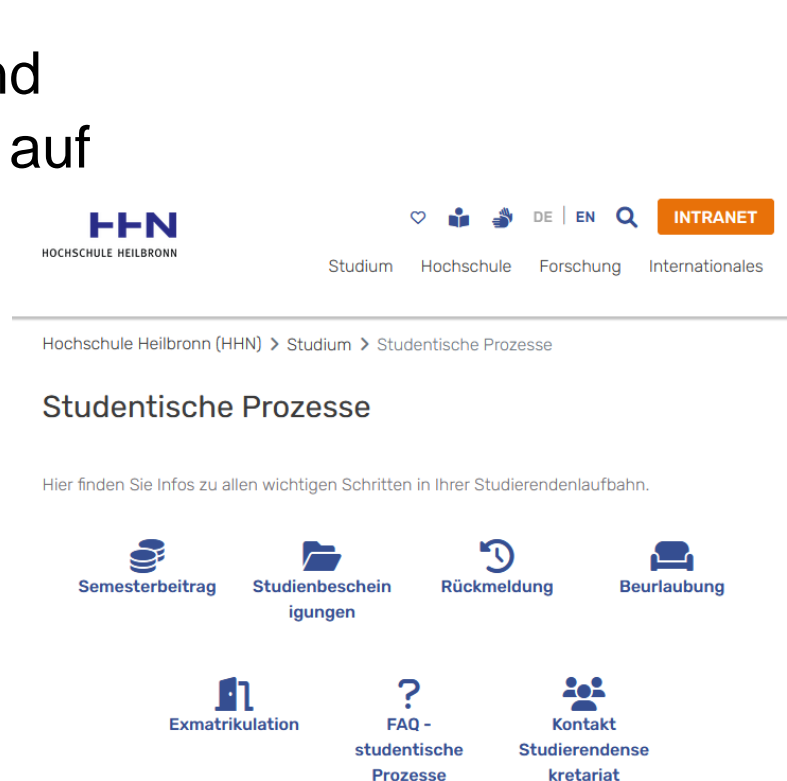 nd
auf
HHN
HOCHSCHULE HEILBRONN
DE | EN
INTRANET
Studium Hochschule Forschung Internationales
Hochschule Heilbronn (HHN) > Studium > Studentische Prozesse
Studentische Prozesse
Hier finden Sie Infos zu allen wichtigen Schritten in Ihrer Studierendenlaufbahn.
Semesterbeitrag
Studienbeschein
igungen
Rückmeldung
Beurlaubung
Exmatrikulation
?
FAQ -
studentische
Prozesse
Kontakt
Studierendense
kretariat